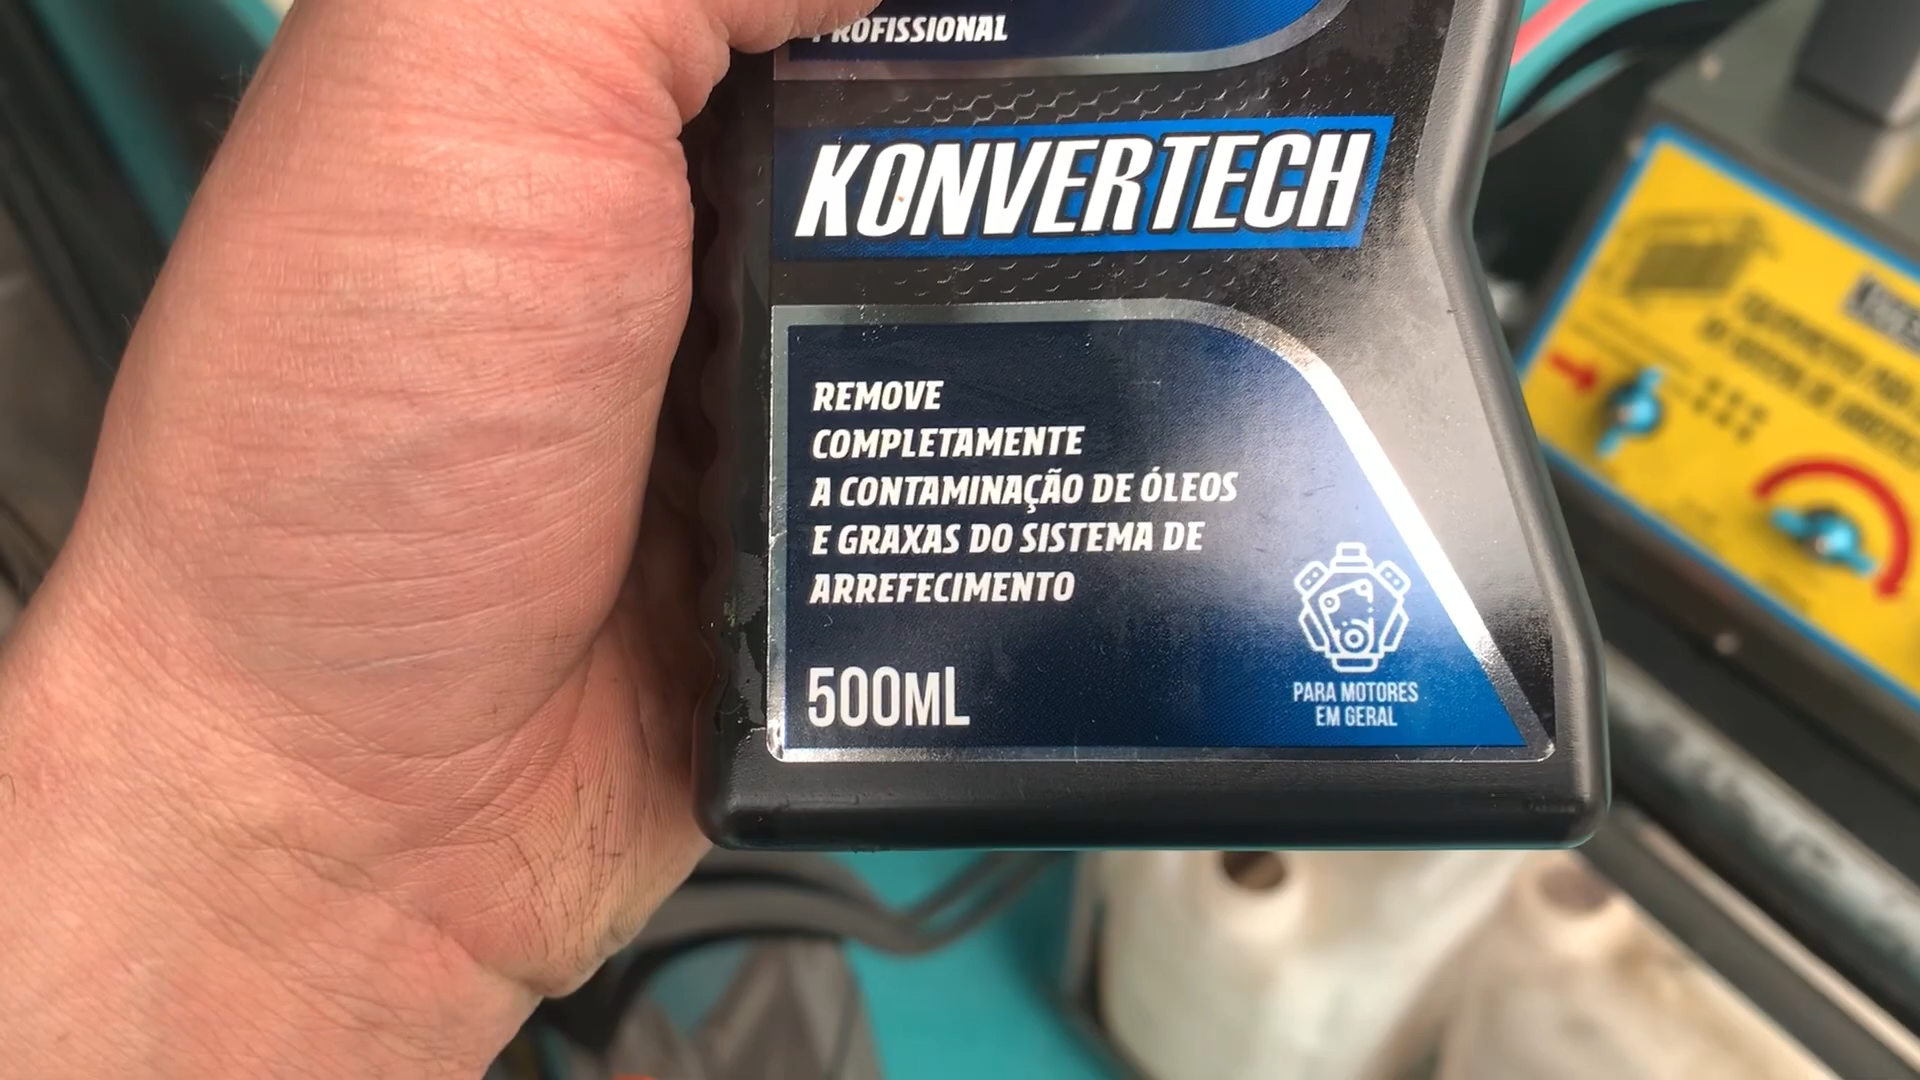 PROFISSIONAL
KONVERTECH
REMOVE
COMPLETAMENTE
A CONTAMINAÇÃO DE ÓLEOS
E GRAXAS DO SISTEMA DE
ARREFECIMENTO
500ML
PARA MOTORES
EM GERAL